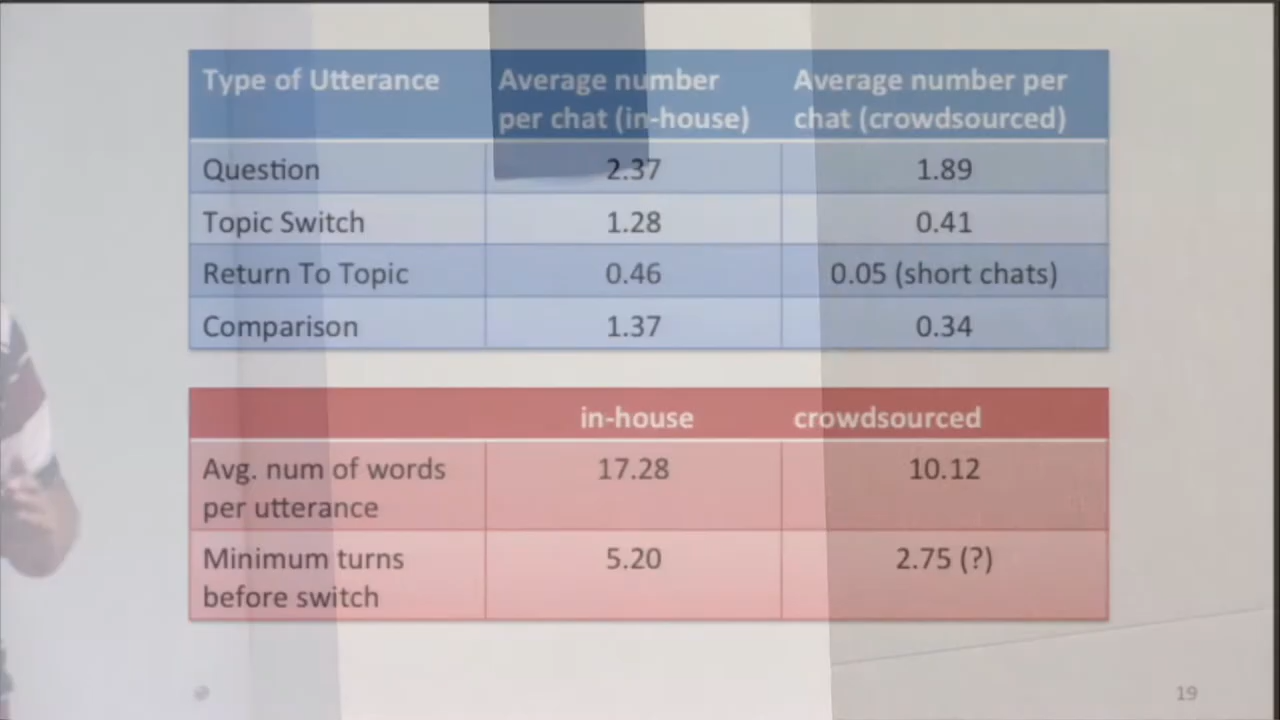 Type of Utterance Average number per chat (in-house) Average number per chat (crowdsourced)
Question 2.37 1.89
Topic Switch 1.28 0.41
Return To Topic 0.46 0.05 (short chats)
Comparison 1.37 0.34
in-house crowdsourced
Avg. num of words per utterance 17.28 10.12
Minimum turns before switch 5.20 2.75 (?)
19